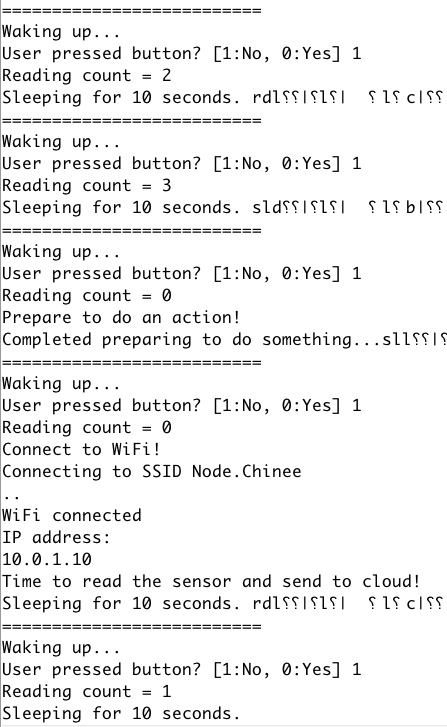 ==========================
Waking up...
User pressed button? [1:No, 0:Yes] 1
Reading count = 2
Sleeping for 10 seconds. rdl⸮⸮|⸮l⸮|  ⸮ l⸮ c|⸮⸮
==========================
Waking up...
User pressed button? [1:No, 0:Yes] 1
Reading count = 3
Sleeping for 10 seconds. sld⸮⸮|⸮l⸮|  ⸮ l⸮ b|⸮⸮
==========================
Waking up...
User pressed button? [1:No, 0:Yes] 1
Reading count = 0
Prepare to do an action!
Completed preparing to do something...sll⸮⸮|⸮
==========================
Waking up...
User pressed button? [1:No, 0:Yes] 1
Reading count = 0
Connect to WiFi!
Connecting to SSID Node.Chinee
..
WiFi connected
IP address:
10.0.1.10
Time to read the sensor and send to cloud!
Sleeping for 10 seconds. rdl⸮⸮|⸮l⸮|  ⸮ l⸮ c|⸮⸮
==========================
Waking up...
User pressed button? [1:No, 0:Yes] 1
Reading count = 1
Sleeping for 10 seconds.